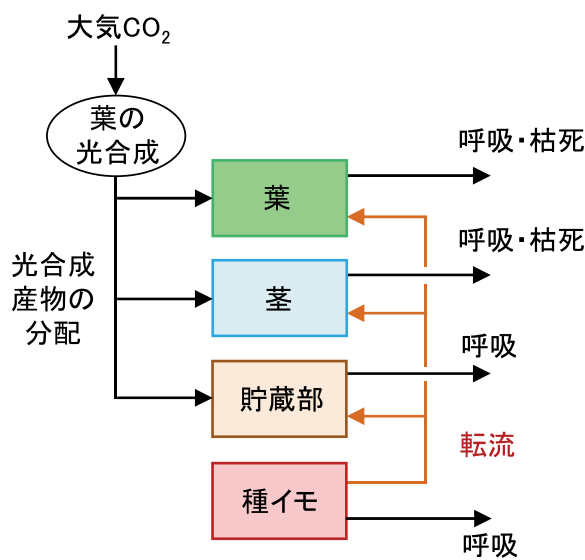 大気CO₂
葉の
光合成
呼吸・枯死
葉
呼吸・枯死
光合成
産物の
分配
茎
呼吸
貯蔵部
転流
種イモ
呼吸